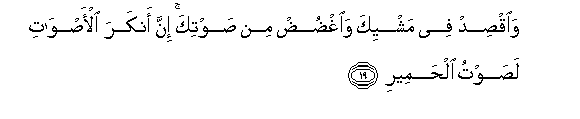 وَٱقْصِدْ فِى مَشْيِكَ وَٱغْضُضْ مِن صَوْتِكَ ۚ إِنَّ أَنكَرَ ٱلْأَصْوَٰتِ
لَصَوْتُ ٱلْحَمِيرِ ﴿١٩﴾